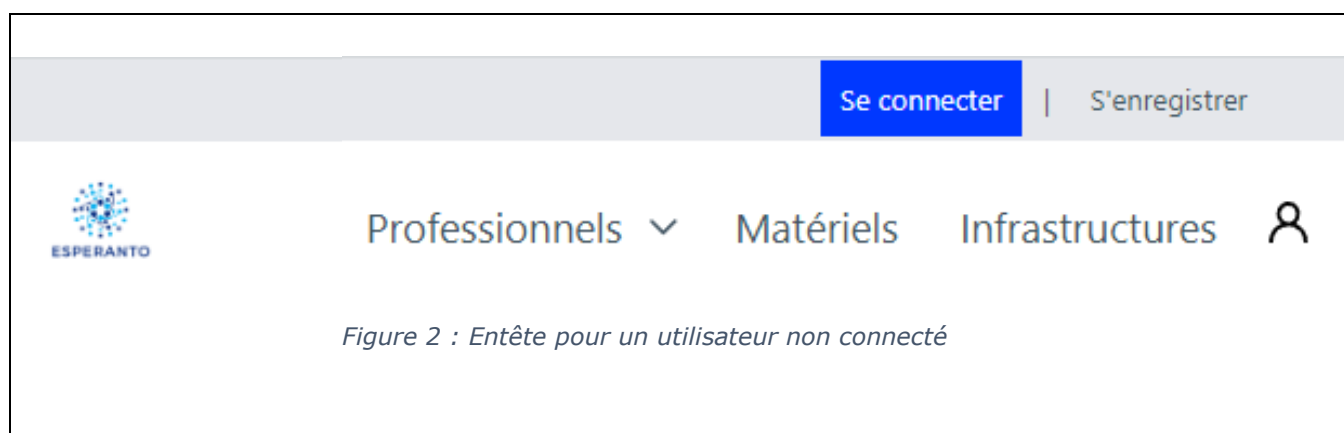 Se connecter | S'enregistrer
ESPERANTO
Professionnels Matériels Infrastructures
Figure 2 : Entête pour un utilisateur non connecté